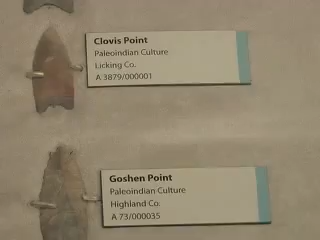 Clovis Point
Paleoindian Culture
Licking Co.
A 3879/000001
Goshen Point
Paleoindian Culture
Highland Co.
A 73/000035